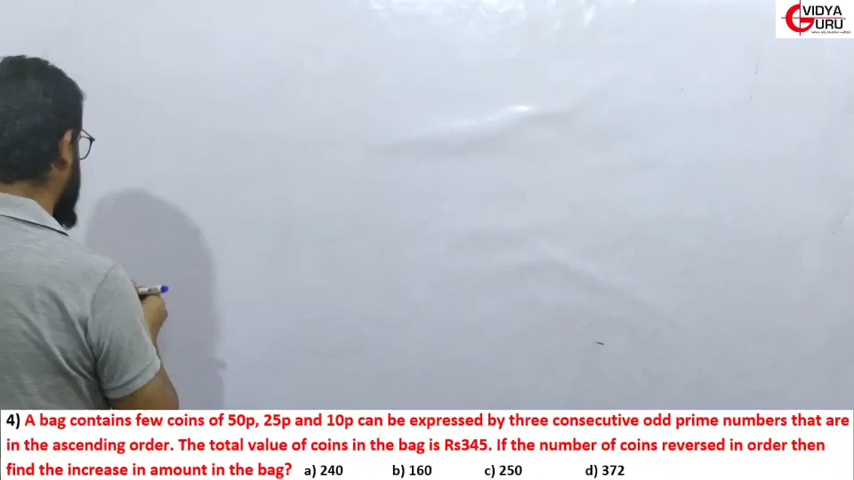 VIDYA
GURU
4) A bag contains few coins of 50p, 25p and 10p can be expressed by three consecutive odd prime numbers that are
in the ascending order. The total value of coins in the bag is Rs345. If the number of coins reversed in order then
find the increase in amount in the bag? a) 240 b) 160 c) 250 d) 372